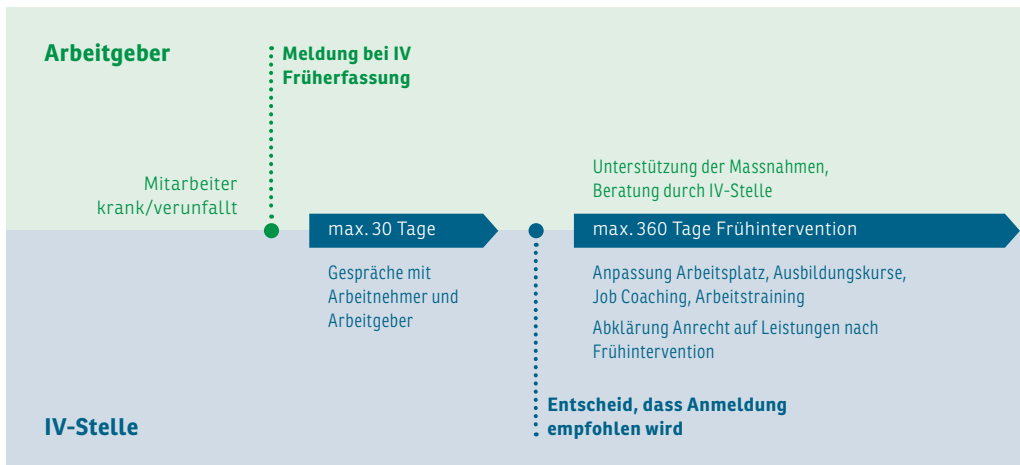 Arbeitgeber
Meldung bei IV
Früherfassung
Mitarbeiter
krank/verunfallt
Unterstützung der Massnahmen,
Beratung durch IV-Stelle
max. 30 Tage
max. 360 Tage Frühintervention
Gespräche mit
Arbeitnehmer und
Arbeitgeber
Anpassung Arbeitsplatz, Ausbildungskurse,
Job Coaching, Arbeitstraining
Abklärung Anrecht auf Leistungen nach
Frühintervention
Entscheid, dass Anmeldung
empfohlen wird
IV-Stelle